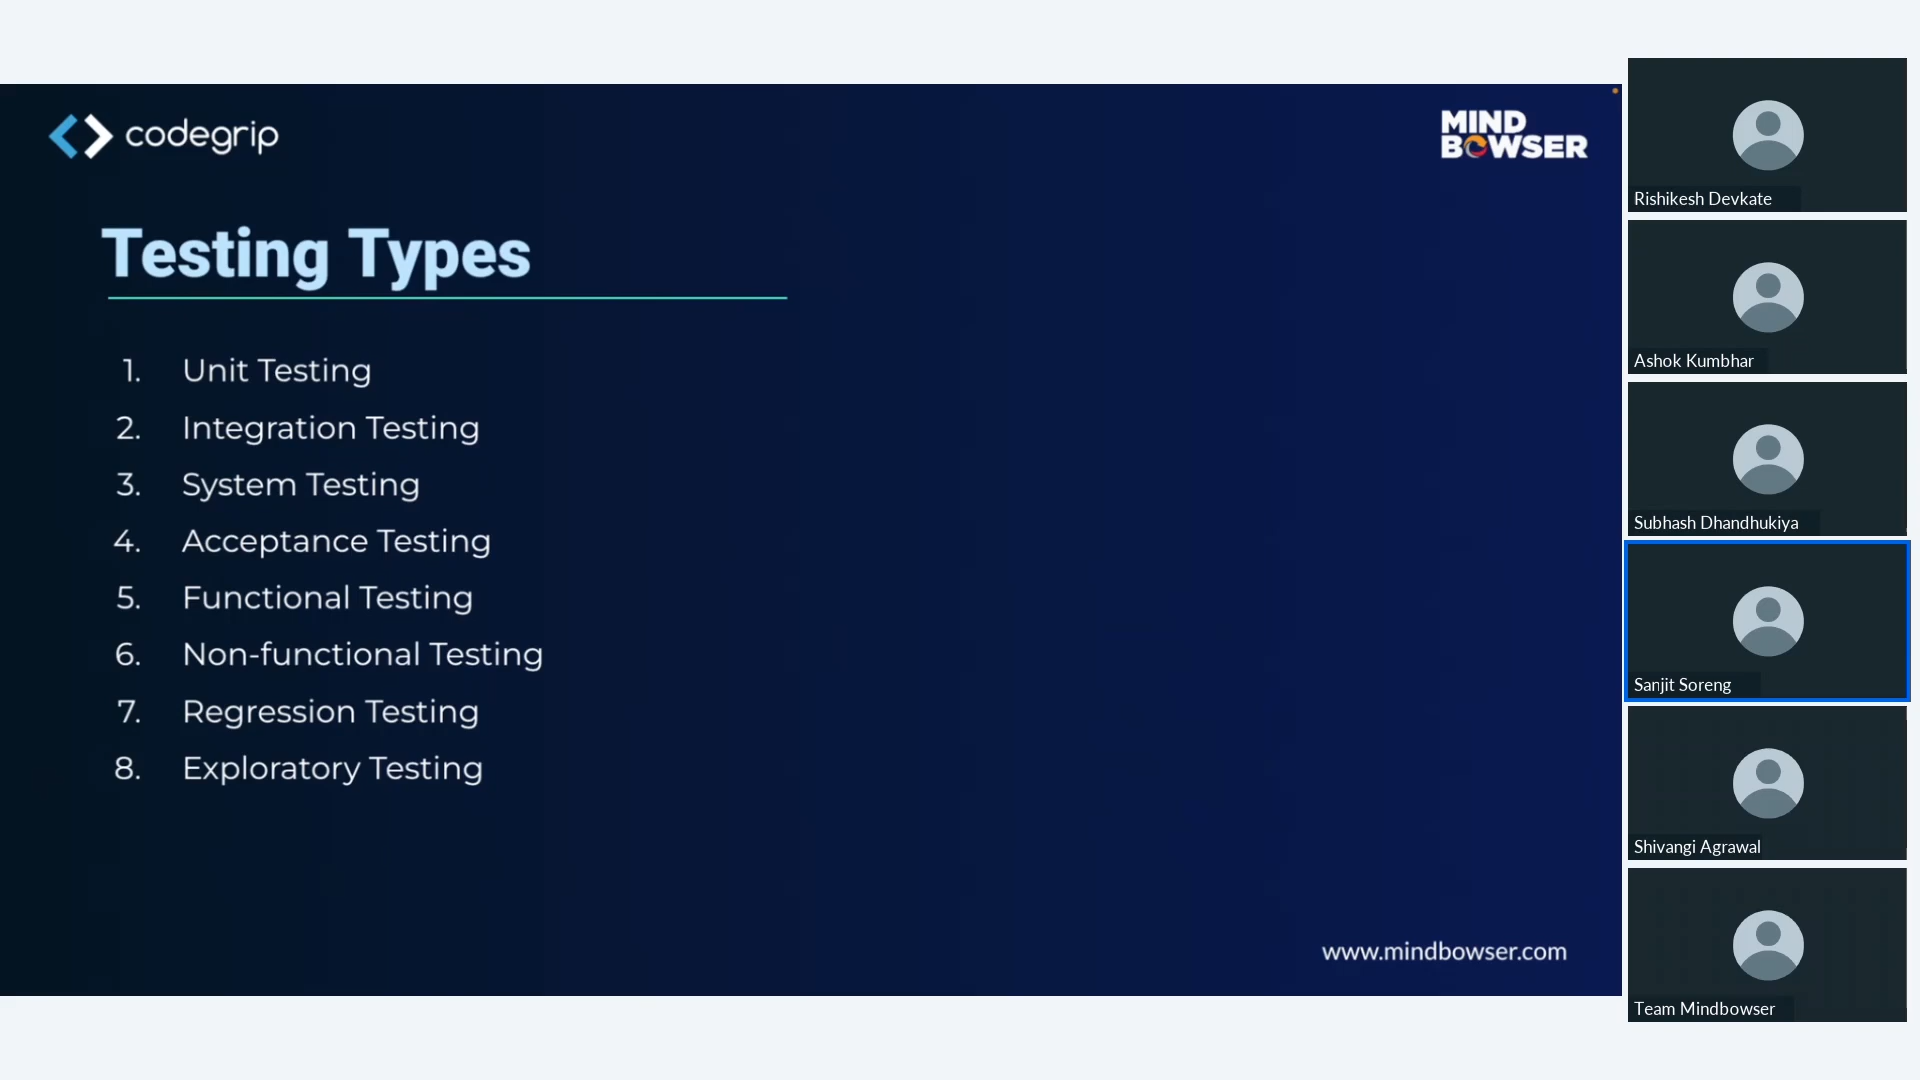 codegrip
MIND
BOWSER
Testing Types
1. Unit Testing
2. Integration Testing
3. System Testing
4. Acceptance Testing
5. Functional Testing
6. Non-functional Testing
7. Regression Testing
8. Exploratory Testing
www.mindbowser.com
Rishikesh Devkate
Ashok Kumbhar
Subhash Dhandhukiya
Sanjit Soreng
Shivangi Agrawal
Team Mindbowser